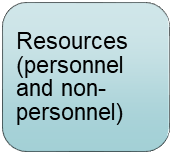 Resources
(personnel
and non-
personnel)